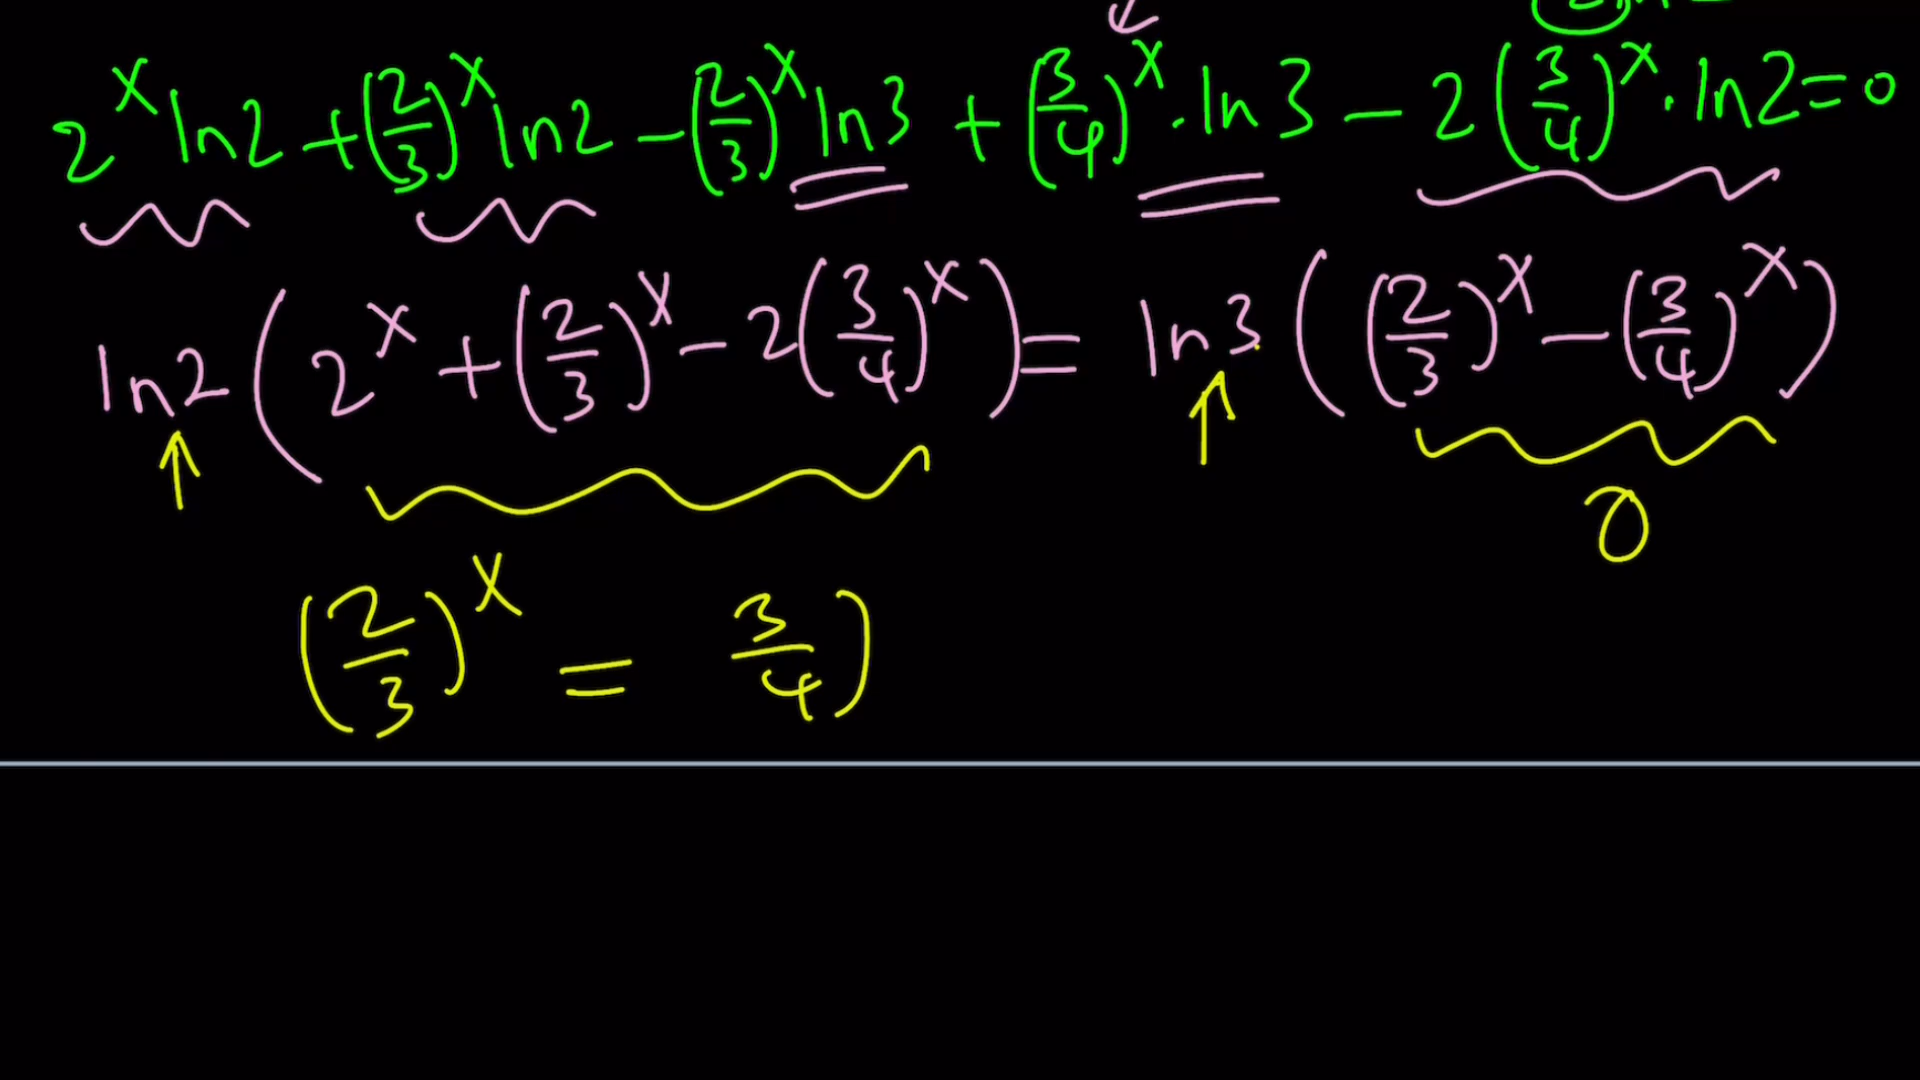 2^x ln2 + (2/3)^x ln2 - (2/3)^x ln3 + (3/4)^x · ln3 - 2(3/4)^x · ln2 = 0
ln2 (2^x + (2/3)^x - 2(3/4)^x) = ln3 ((2/3)^x - (3/4)^x)
0
(2/3)^x = 3/4)